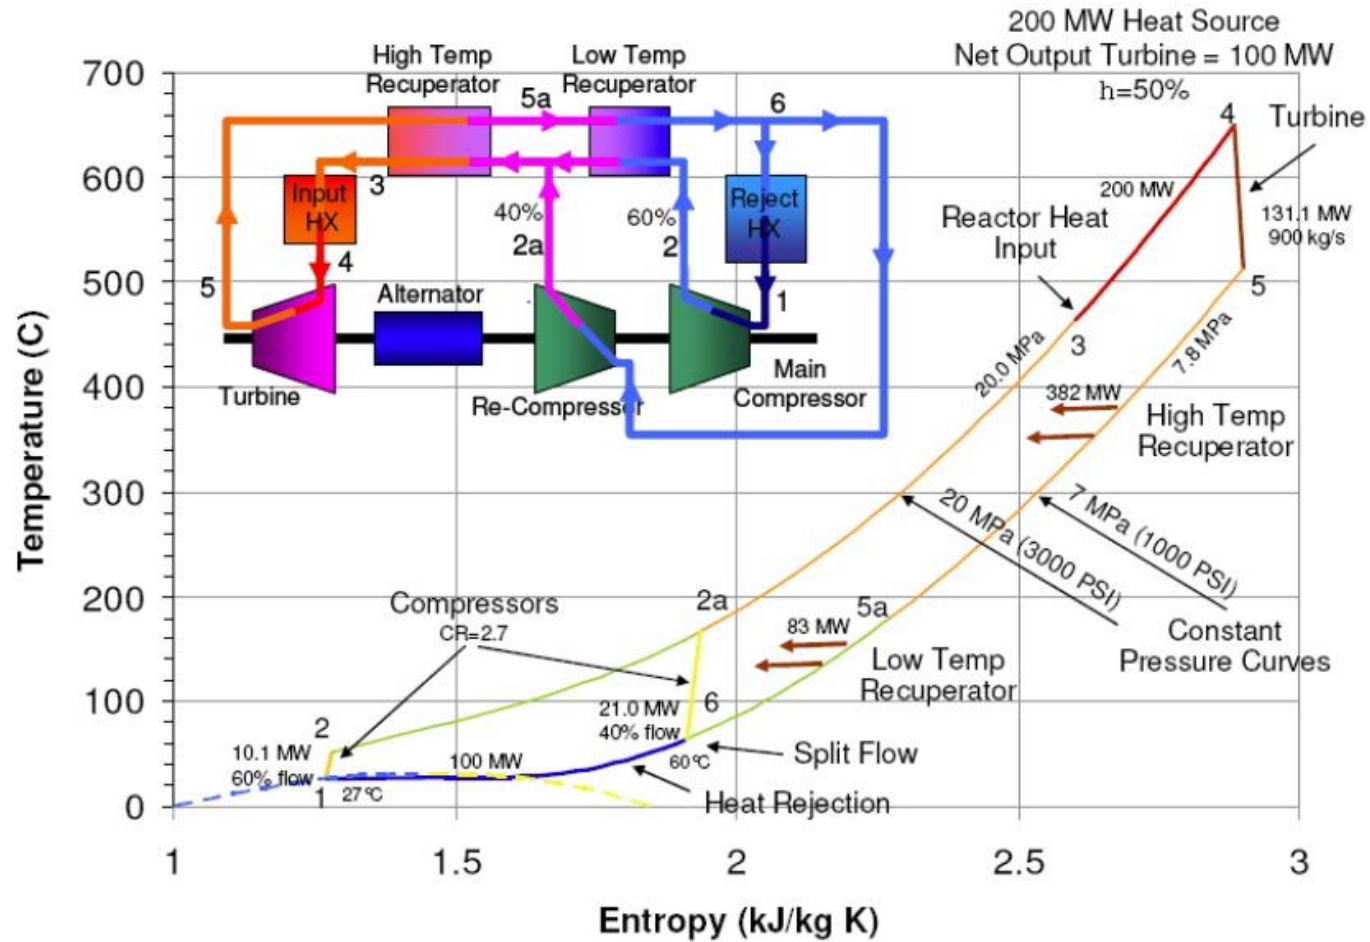 200 MW Heat Source
Net Output Turbine = 100 MW
h=50%
High Temp
Recuperator
Low Temp
Recuperator
5a
6
3
Input
HX
4
5
40%
2a
60%
2
Reject
HX
1
Alternator
Turbine
Re-Compressor
Main
Compressor
4
Turbine
200 MW
131.1 MW
900 kg/s
Reactor Heat
Input
5
3
20.0 MPa
7.8 MPa
382 MW
High Temp
Recuperator
20 MPa (3000 PSI)
7 MPa (1000 PSI)
Constant
Pressure Curves
Compressors
CR=2.7
2a
5a
83 MW
Low Temp
Recuperator
6
21.0 MW
40% flow
2
10.1 MW
60% flow
100 MW
60 ºC
Split Flow
1
27 ºC
Heat Rejection
700
600
500
400
300
200
100
0
Temperature (C)
1
1.5
2
2.5
3
Entropy (kJ/kg K)